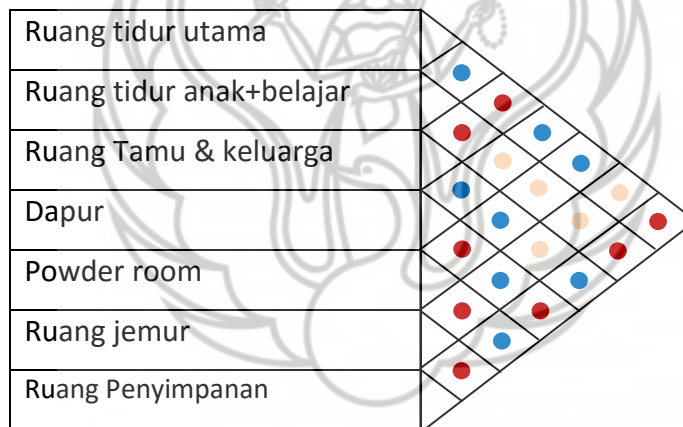 Ruang tidur utama
Ruang tidur anak+belajar
Ruang Tamu & keluarga
Dapur
Powder room
Ruang jemur
Ruang Penyimpanan